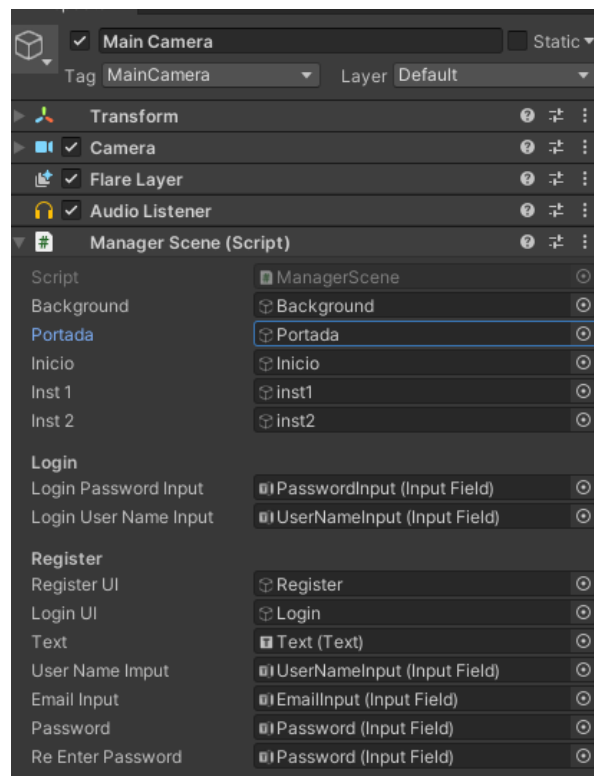 Main Camera Static
Tag MainCamera Layer Default
Transform
Camera
Flare Layer
Audio Listener
# Manager Scene (Script)
Script ManagerScene
Background Background
Portada Portada
Inicio Inicio
Inst 1 inst1
Inst 2 inst2
Login
Login Password Input PasswordInput (Input Field)
Login User Name Input UserNameInput (Input Field)
Register
Register UI Register
Login UI Login
Text Text (Text)
User Name Imput UserNameInput (Input Field)
Email Input EmailInput (Input Field)
Password Password (Input Field)
Re Enter Password Password (Input Field)